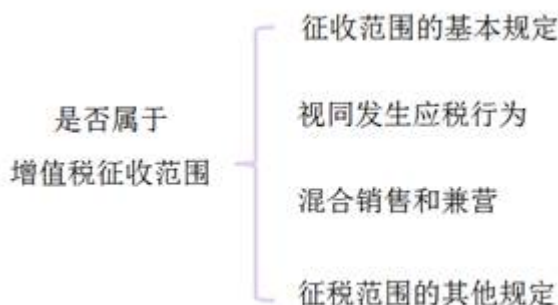 是否属于
增值税征收范围
征收范围的基本规定
视同发生应税行为
混合销售和兼营
征税范围的其他规定